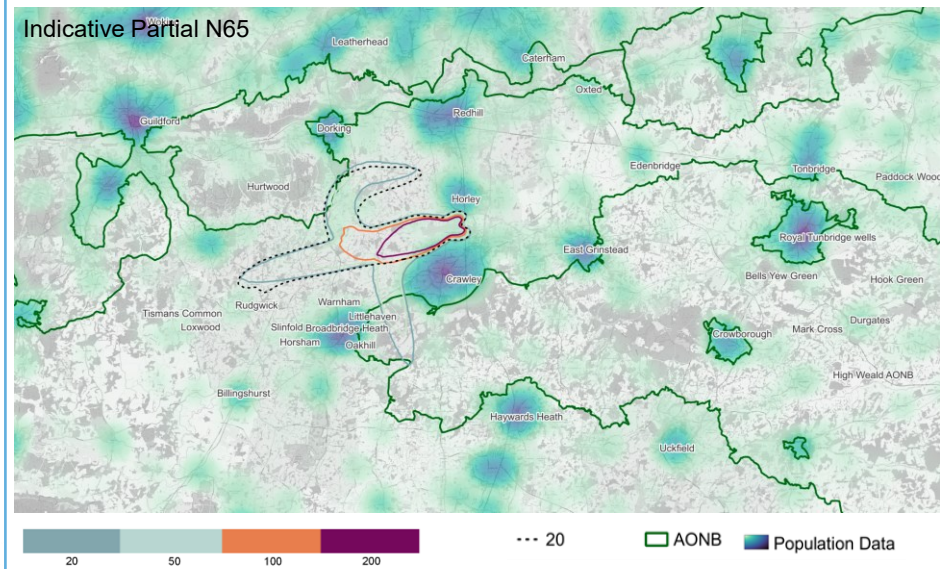 Indicative Partial N65
Woking
Leatherhead
Caterham
Oxted
Guildford
Redhill
Dorking
Edenbridge
Tonbridge
Paddock Wood
Hurtwood
Horley
Royal Tunbridge wells
East Grinstead
Crawley
Bells Yew Green
Hook Green
Rudgwick
Warnham
Tismans Common
Littlehaven
Loxwood
Slinfold
Broadbridge Heath
Durgates
Mark Cross
Crowborough
Horsham
Oakhill
High Weald AONB
Billingshurst
Haywards Heath
Uckfield
20
50
100
200
20
AONB
Population Data